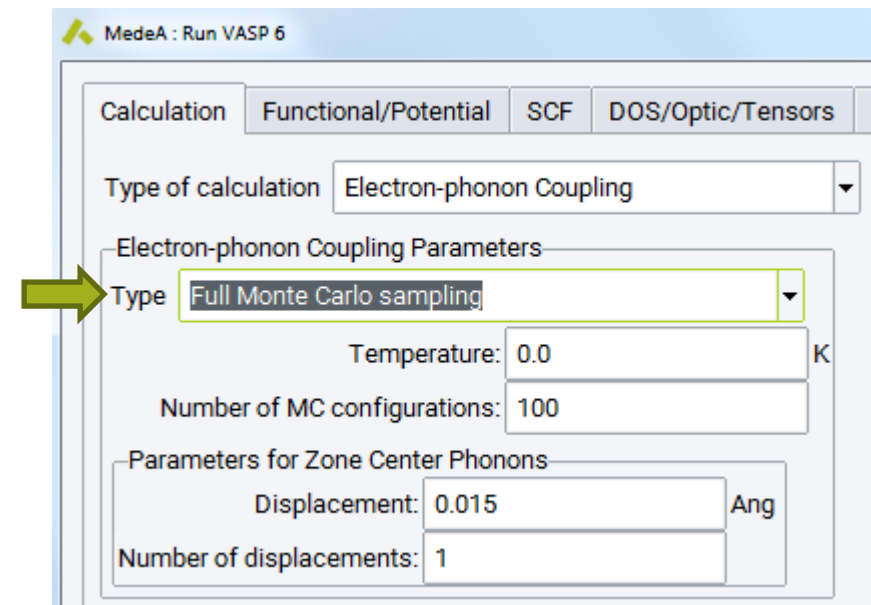 MedeA : Run VASP 6
Calculation Functional/Potential SCF DOS/Optic/Tensors
Type of calculation Electron-phonon Coupling
Electron-phonon Coupling Parameters
Type Full Monte Carlo sampling
Temperature: 0.0 K
Number of MC configurations: 100
Parameters for Zone Center Phonons
Displacement: 0.015 Ang
Number of displacements: 1